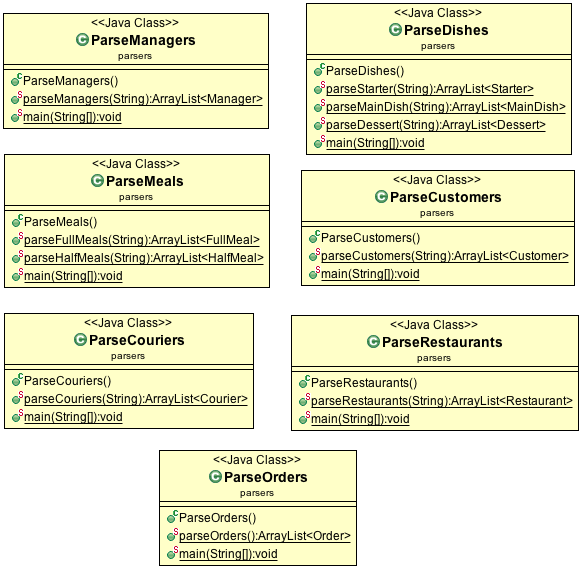 <<Java Class>>
ParseManagers
parsers
ParseManagers()
parseManagers(String):ArrayList<Manager>
main(String[]):void
<<Java Class>>
ParseDishes
parsers
ParseDishes()
parseStarter(String):ArrayList<Starter>
parseMainDish(String):ArrayList<MainDish>
parseDessert(String):ArrayList<Dessert>
main(String[]):void
<<Java Class>>
ParseMeals
parsers
ParseMeals()
parseFullMeals(String):ArrayList<FullMeal>
parseHalfMeals(String):ArrayList<HalfMeal>
main(String[]):void
<<Java Class>>
ParseCustomers
parsers
ParseCustomers()
parseCustomers(String):ArrayList<Customer>
main(String[]):void
<<Java Class>>
ParseCouriers
parsers
ParseCouriers()
parseCouriers(String):ArrayList<Courier>
main(String[]):void
<<Java Class>>
ParseRestaurants
parsers
ParseRestaurants()
parseRestaurants(String):ArrayList<Restaurant>
main(String[]):void
<<Java Class>>
ParseOrders
parsers
ParseOrders()
parseOrders():ArrayList<Order>
main(String[]):void